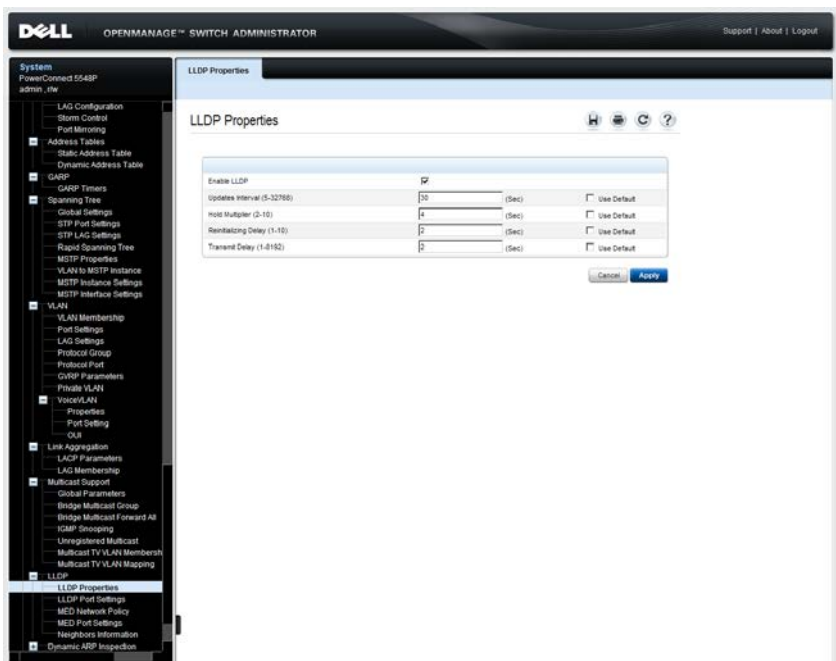 DELL
OPENMANAGE™ SWITCH ADMINISTRATOR
Support | About | Logout
System
PowerConnect 5548P
admin , r/w
LAG Configuration
Storm Control
Port Mirroring
Address Tables
Static Address Table
Dynamic Address Table
GARP
GARP Timers
Spanning Tree
Global Settings
STP Port Settings
STP LAG Settings
Rapid Spanning Tree
MSTP Properties
VLAN to MSTP Instance
MSTP Instance Settings
MSTP Interface Settings
VLAN
VLAN Membership
Port Settings
LAG Settings
Protocol Group
Protocol Port
GVRP Parameters
Private VLAN
VoiceVLAN
Properties
Port Setting
OUI
Link Aggregation
LACP Parameters
LAG Membership
Multicast Support
Global Parameters
Bridge Multicast Group
Bridge Multicast Forward All
IGMP Snooping
Unregistered Multicast
Multicast TV VLAN Membersh
Multicast TV VLAN Mapping
LLDP
LLDP Properties
LLDP Port Settings
MED Network Policy
MED Port Settings
Neighbors Information
Dynamic ARP Inspection
LLDP Properties
LLDP Properties
Enable LLDP
Updates Interval (5-32768) 30 (Sec) Use Default
Hold Multiplier (2-10) 4 (Sec) Use Default
Reinitializing Delay (1-10) 2 (Sec) Use Default
Transmit Delay (1-8192) 2 (Sec) Use Default
Cancel Apply